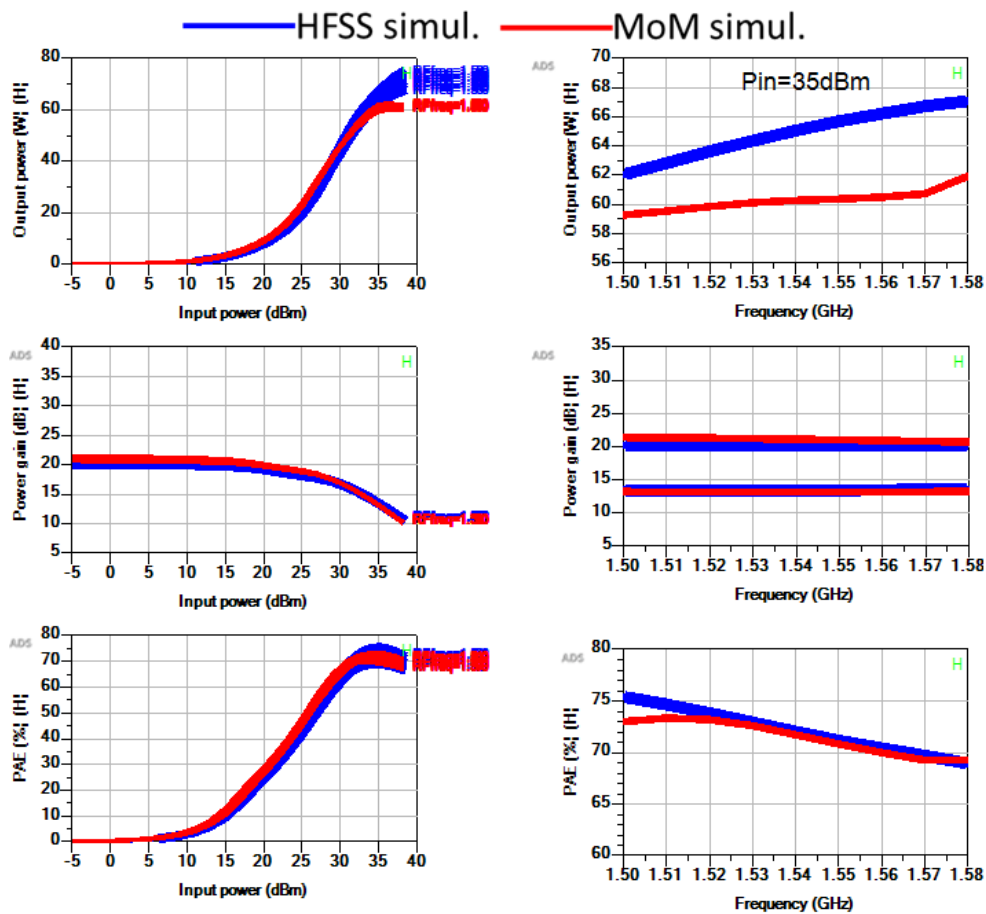 HFSS simul. MoM simul.
80
60
40
20
0
Output power (W¦ (H¦
H
-5 0 5 10 15 20 25 30 35 40
Input power (dBm)
ADS
70
68
66
64
62
60
58
56
Output power (W¦ (H¦
Pin=35dBm
H
1.50 1.51 1.52 1.53 1.54 1.55 1.56 1.57 1.58
Frequency (GHz)
ADS
40
35
30
25
20
15
10
5
Power gain (dB¦ (H¦
H
-5 0 5 10 15 20 25 30 35 40
Input power (dBm)
ADS
35
30
25
20
15
10
5
Power gain (dB¦ (H¦
H
1.50 1.51 1.52 1.53 1.54 1.55 1.56 1.57 1.58
Frequency (GHz)
ADS
80
70
60
50
40
30
20
10
0
PAE (%¦ (H¦
H
-5 0 5 10 15 20 25 30 35 40
Input power (dBm)
ADS
80
75
70
65
60
PAE (%¦ (H¦
H
1.50 1.51 1.52 1.53 1.54 1.55 1.56 1.57 1.58
Frequency (GHz)